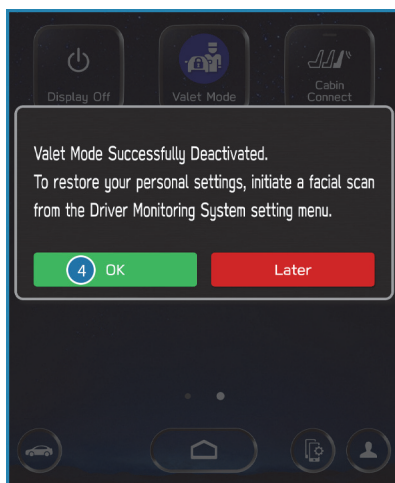 Display Off
Valet Mode
Cabin
Connect
Valet Mode Successfully Deactivated.
To restore your personal settings, initiate a facial scan
from the Driver Monitoring System setting menu.
4 OK
Later